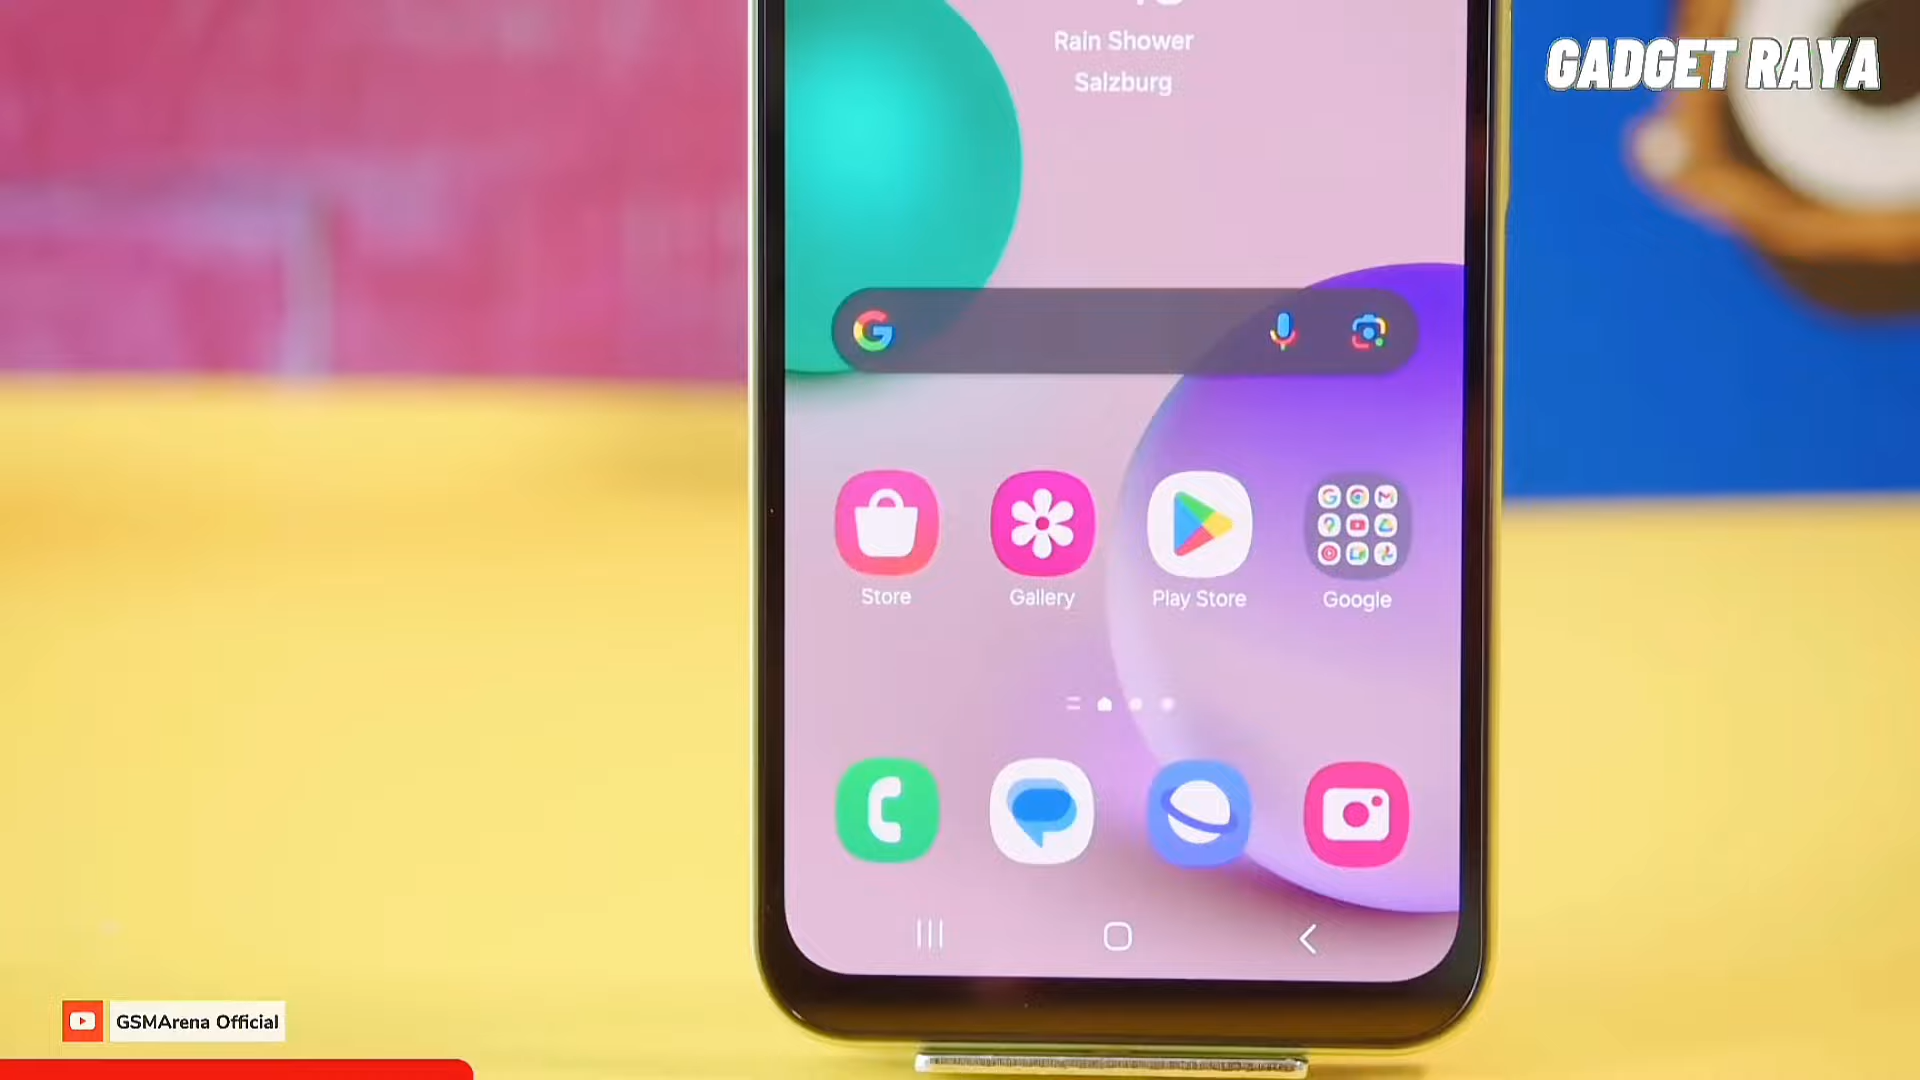 Rain Shower
Salzburg
GADGET RAYA
Store
Gallery
Play Store
Google
GSMArena Official